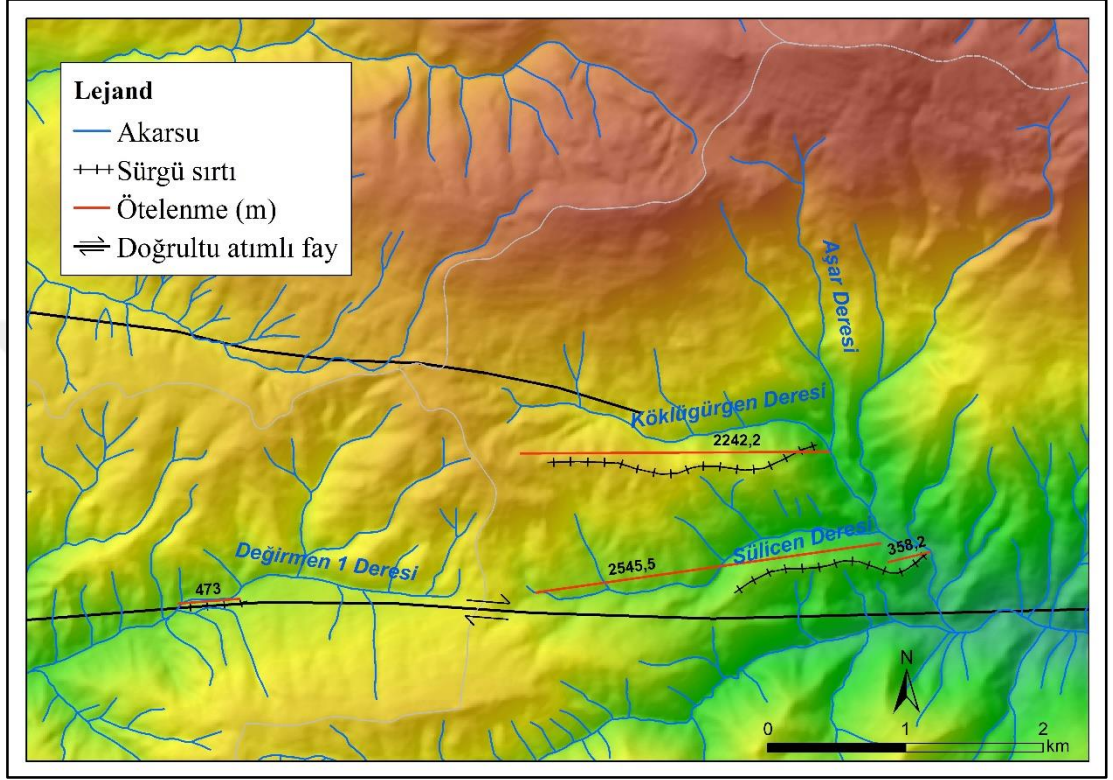 Lejand
Akarsu
Sürgü sırtı
Ötelenme (m)
Doğrultu atımlı fay
Aşar Deresi
Köklügürgen Deresi
2242,2
Sülicen Deresi
358,2
Değirmen 1 Deresi
2545,5
473
N
0 1 2
km